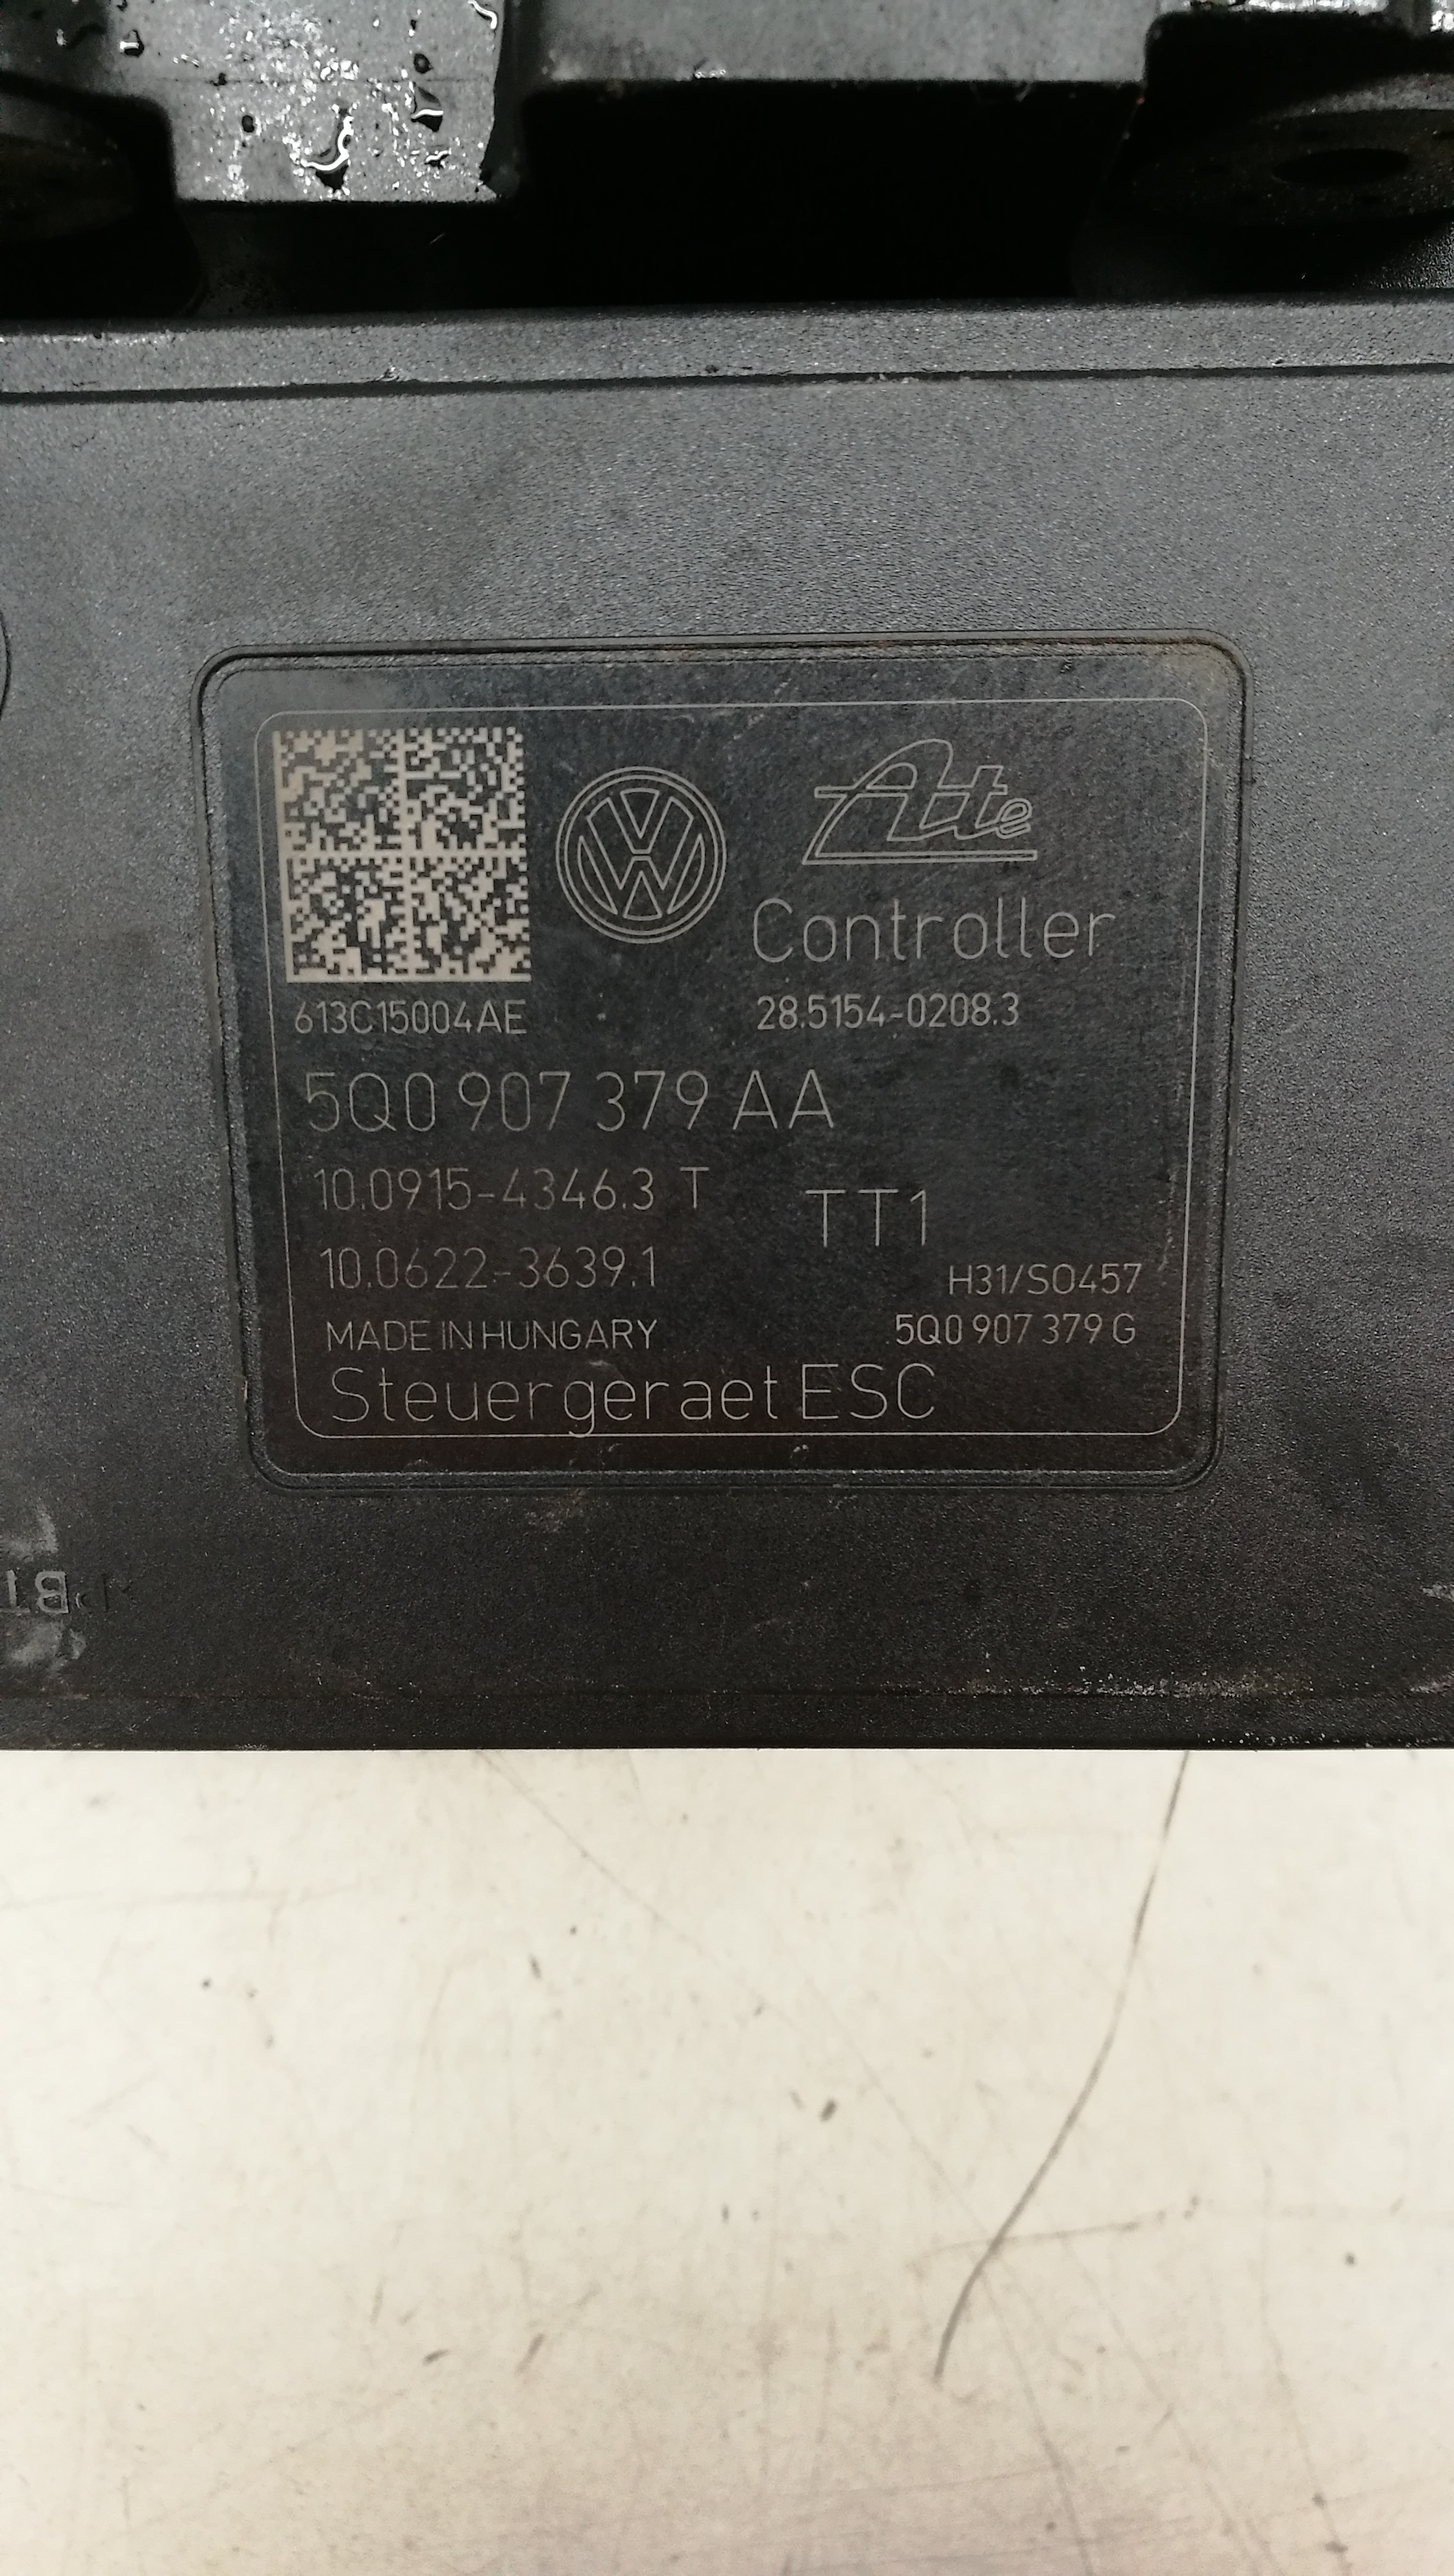 Ate
Controller
613C15004AE
28.5154-0208.3
5Q0 907 379 AA
10.0915-4346.3 T
TT1
10.0622-3639.1
H31/S0457
MADE IN HUNGARY
5Q0 907 379 G
Steuergeraet ESC